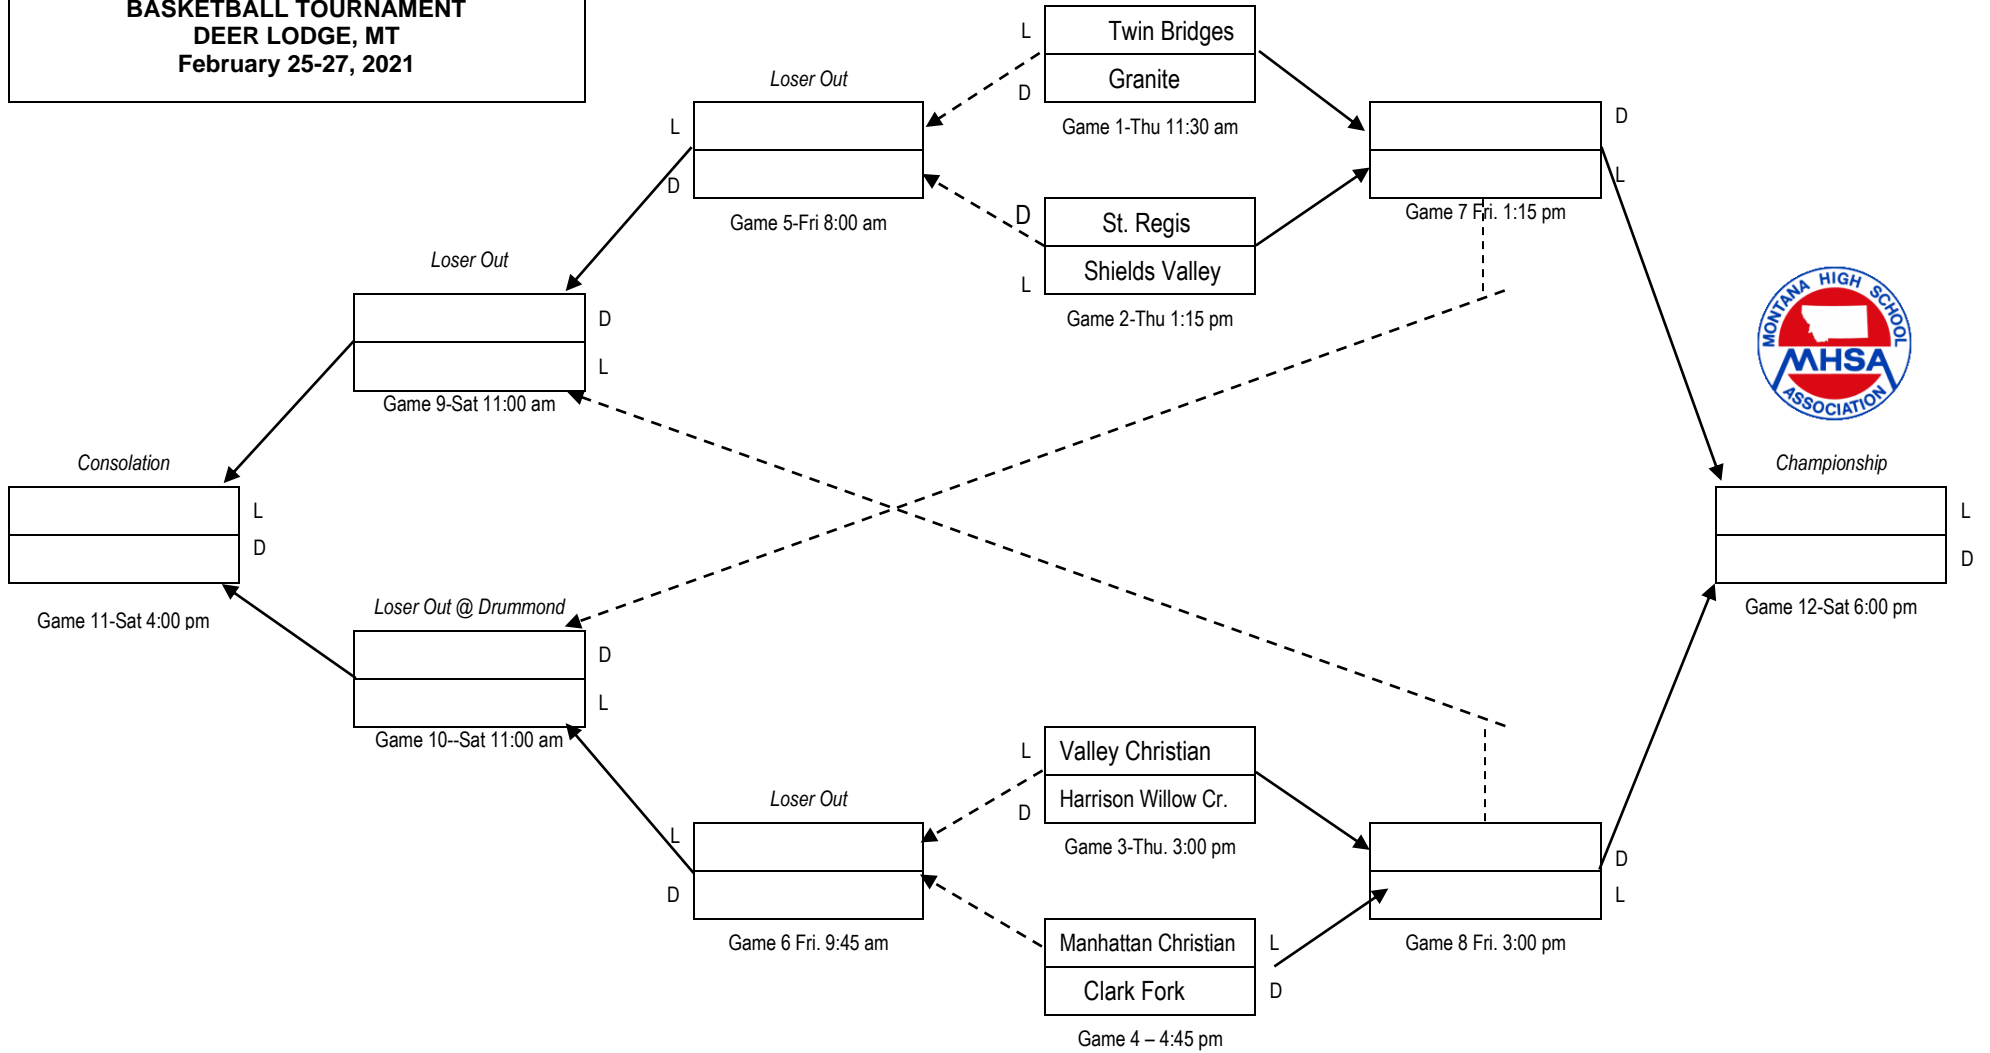 BASKETBALL TOURNAMENT
DEER LODGE, MT
February 25-27, 2021
L
Twin Bridges
D
Granite
Game 1-Thu 11:30 am
Loser Out
L
D
Game 5-Fri 8:00 am
D
St. Regis
L
Shields Valley
Game 2-Thu 1:15 pm
D
L
Game 7 Fri. 1:15 pm
Loser Out
D
L
Game 9-Sat 11:00 am
MONTANA HIGH SCHOOL
MHSA
ASSOCIATION
Consolation
L
D
Game 11-Sat 4:00 pm
Championship
L
D
Game 12-Sat 6:00 pm
Loser Out @ Drummond
D
L
Game 10--Sat 11:00 am
L
Valley Christian
D
Harrison Willow Cr.
Game 3-Thu. 3:00 pm
Loser Out
L
D
Game 6 Fri. 9:45 am
D
L
Game 8 Fri. 3:00 pm
Manhattan Christian
L
Clark Fork
D
Game 4 – 4:45 pm